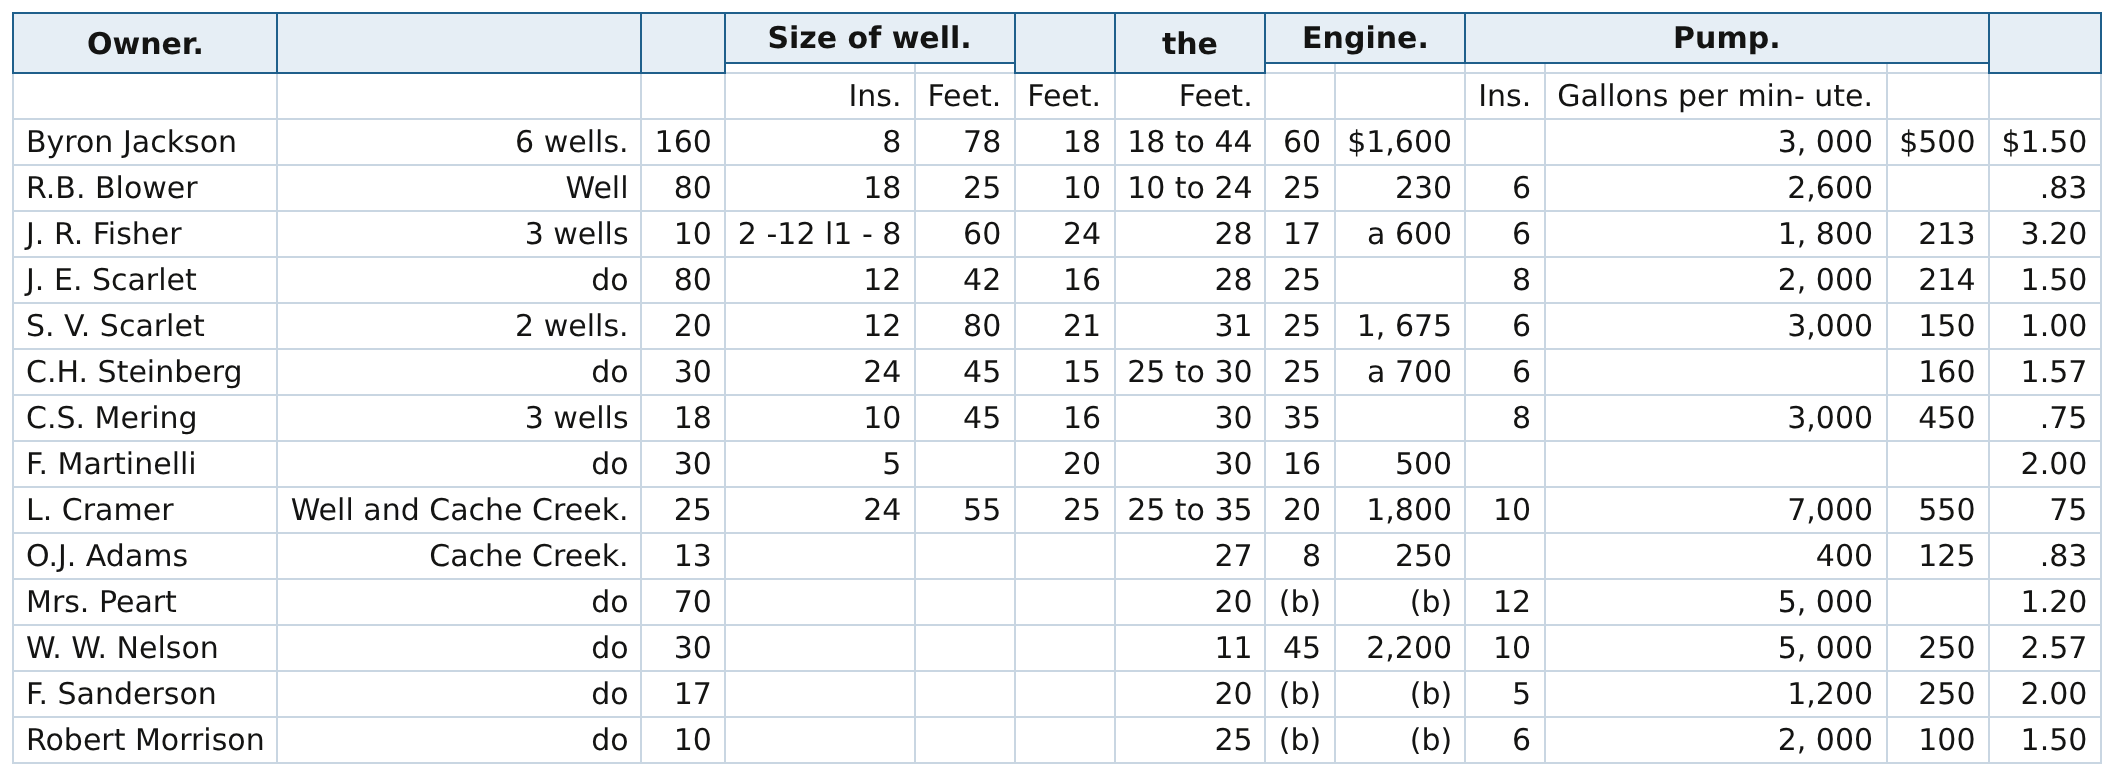 Owner. Size of well. the Engine. Pump.
Ins. Feet. Feet. Feet. Ins. Gallons per min- ute.
Byron Jackson 6 wells. 160 8 78 18 18 to 44 60 $1,600 3, 000 $500 $1.50
R.B. Blower Well 80 18 25 10 10 to 24 25 230 6 2,600 .83
J. R. Fisher 3 wells 10 2 -12 l1 - 8 60 24 28 17 a 600 6 1, 800 213 3.20
J. E. Scarlet do 80 12 42 16 28 25 8 2, 000 214 1.50
S. V. Scarlet 2 wells. 20 12 80 21 31 25 1, 675 6 3,000 150 1.00
C.H. Steinberg do 30 24 45 15 25 to 30 25 a 700 6 160 1.57
C.S. Mering 3 wells 18 10 45 16 30 35 8 3,000 450 .75
F. Martinelli do 30 5 20 30 16 500 2.00
L. Cramer Well and Cache Creek. 25 24 55 25 25 to 35 20 1,800 10 7,000 550 75
O.J. Adams Cache Creek. 13 27 8 250 400 125 .83
Mrs. Peart do 70 20 (b) (b) 12 5, 000 1.20
W. W. Nelson do 30 11 45 2,200 10 5, 000 250 2.57
F. Sanderson do 17 20 (b) (b) 5 1,200 250 2.00
Robert Morrison do 10 25 (b) (b) 6 2, 000 100 1.50